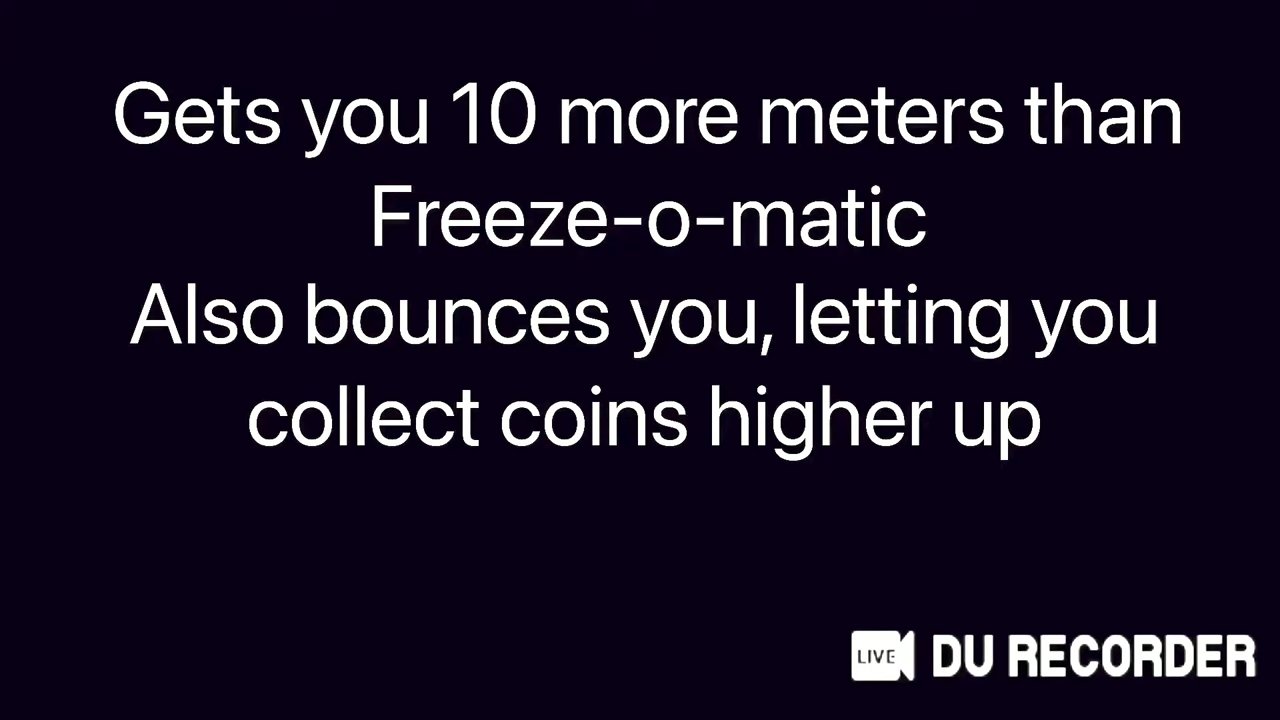 Gets you 10 more meters than
Freeze-o-matic
Also bounces you, letting you
collect coins higher up
LIVE DU RECORDER